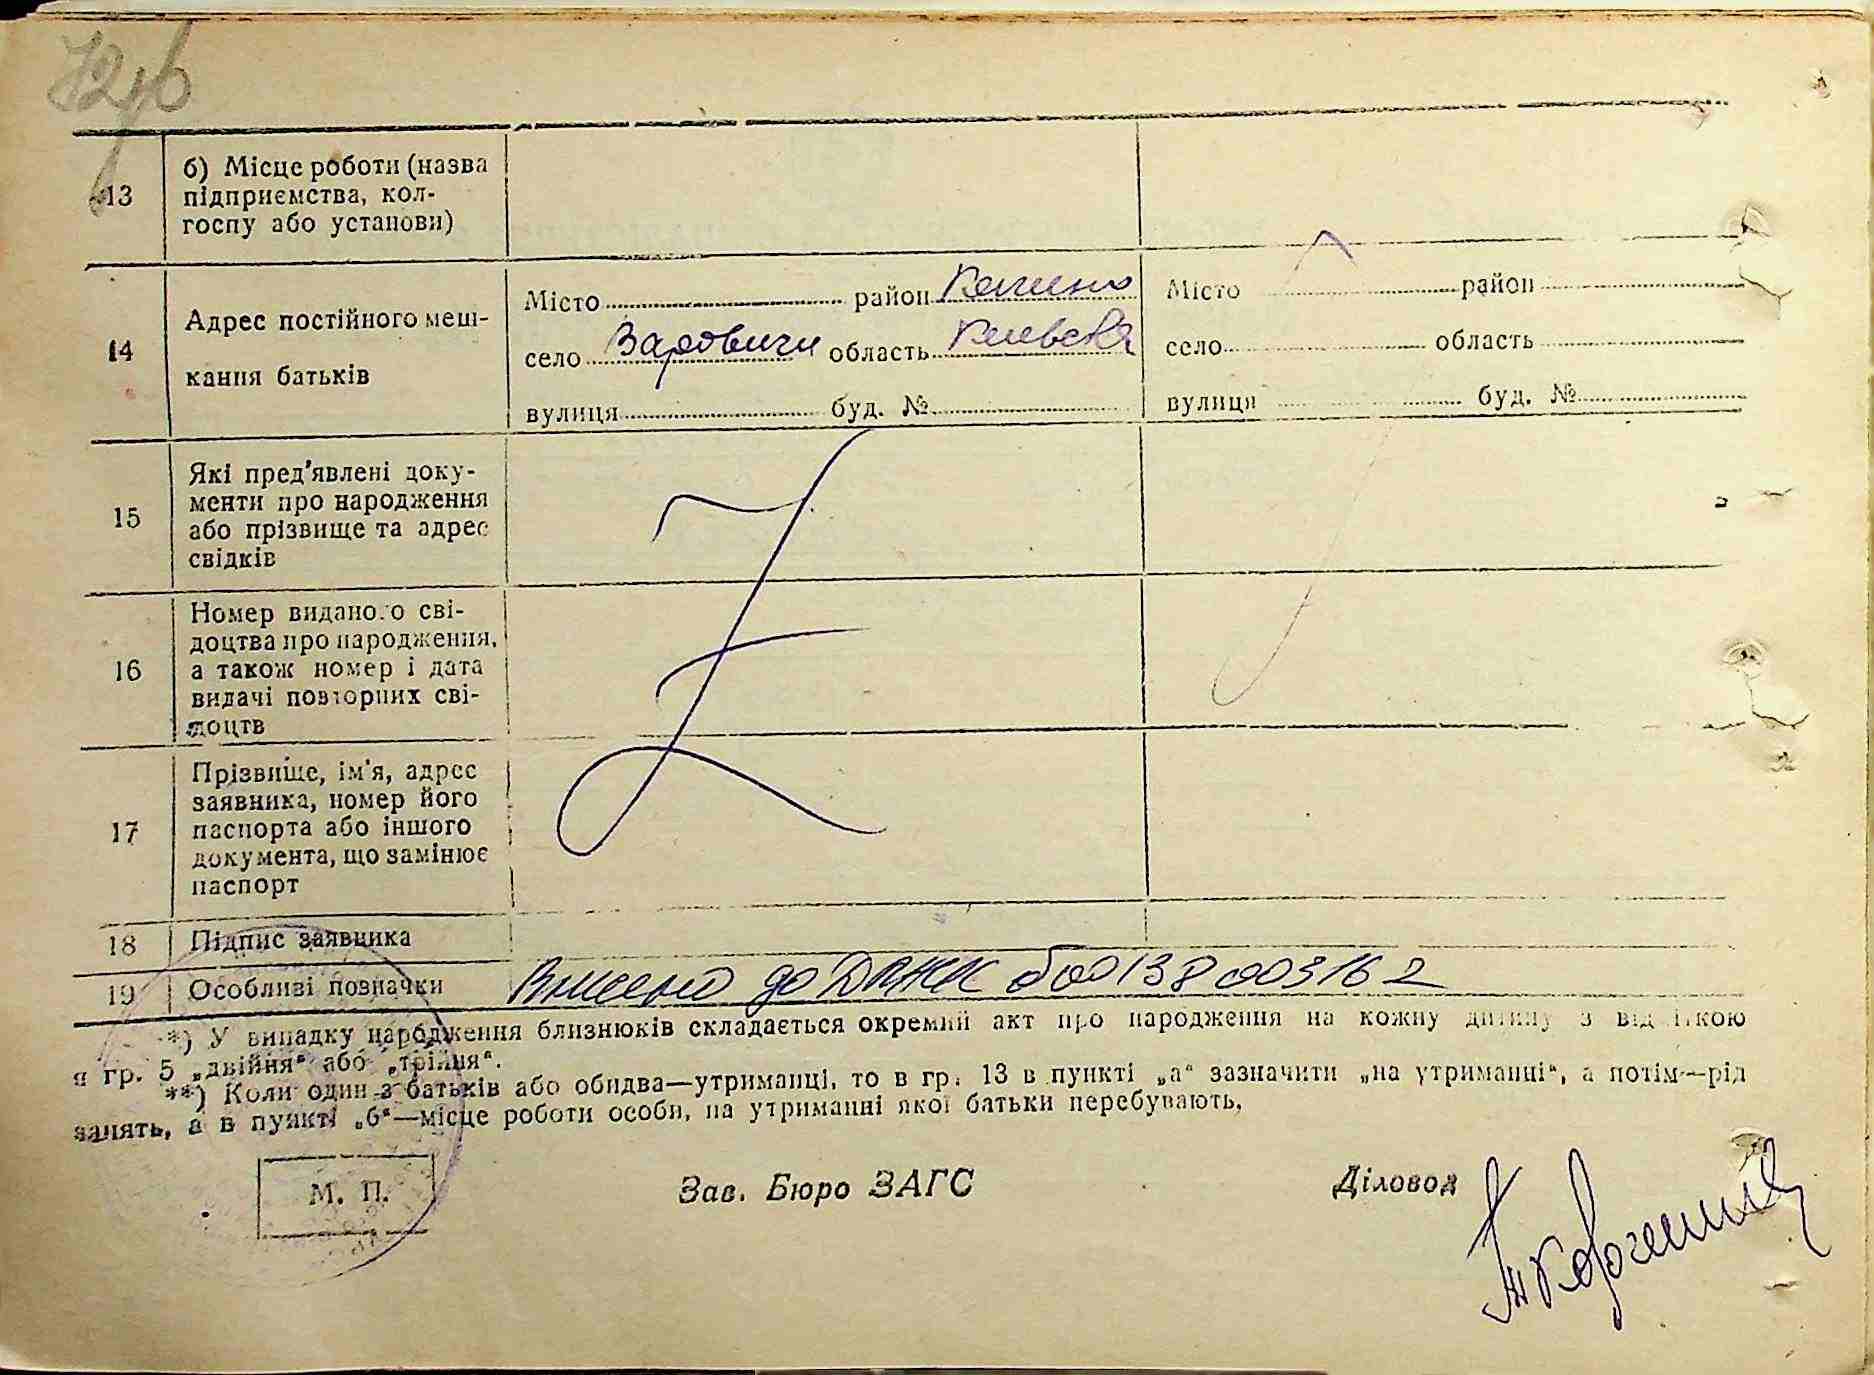 13
б) Місце роботи (назва
підприємства, кол-
госпу або установи)
14
Адрес постійного меш-
кання батьків
Місто район
село Заровичи область Киевская
вулиця буд. №
Місто район
село область
вулиця буд. №
15
Які пред'явлені доку-
менти про народження
або прізвище та адрес
свідків
16
Номер виданого сві-
доцтва про народження,
а також номер і дата
видачі повторних сві-
доцтв
17
Прізвище, ім'я, адрес
заявника, номер його
паспорта або іншого
документа, що замінює
паспорт
18
Підпис заявника
19
Особливі позначки
Внесено до 00138003162
*) У випадку народження близнюків складається окремий акт про народження на кожну дитину з відміткою
в гр. 5 „двійня“ або „трійня“.
**) Коли один з батьків або обидва—утриманці, то в гр. 13 в пункті „а“ зазначити „на утриманні“, а потім—рід
занять, а в пункті „б“—місце роботи особи, на утриманні якої батьки перебувають.
М. П.
Зав. Бюро ЗАГС
Діловод